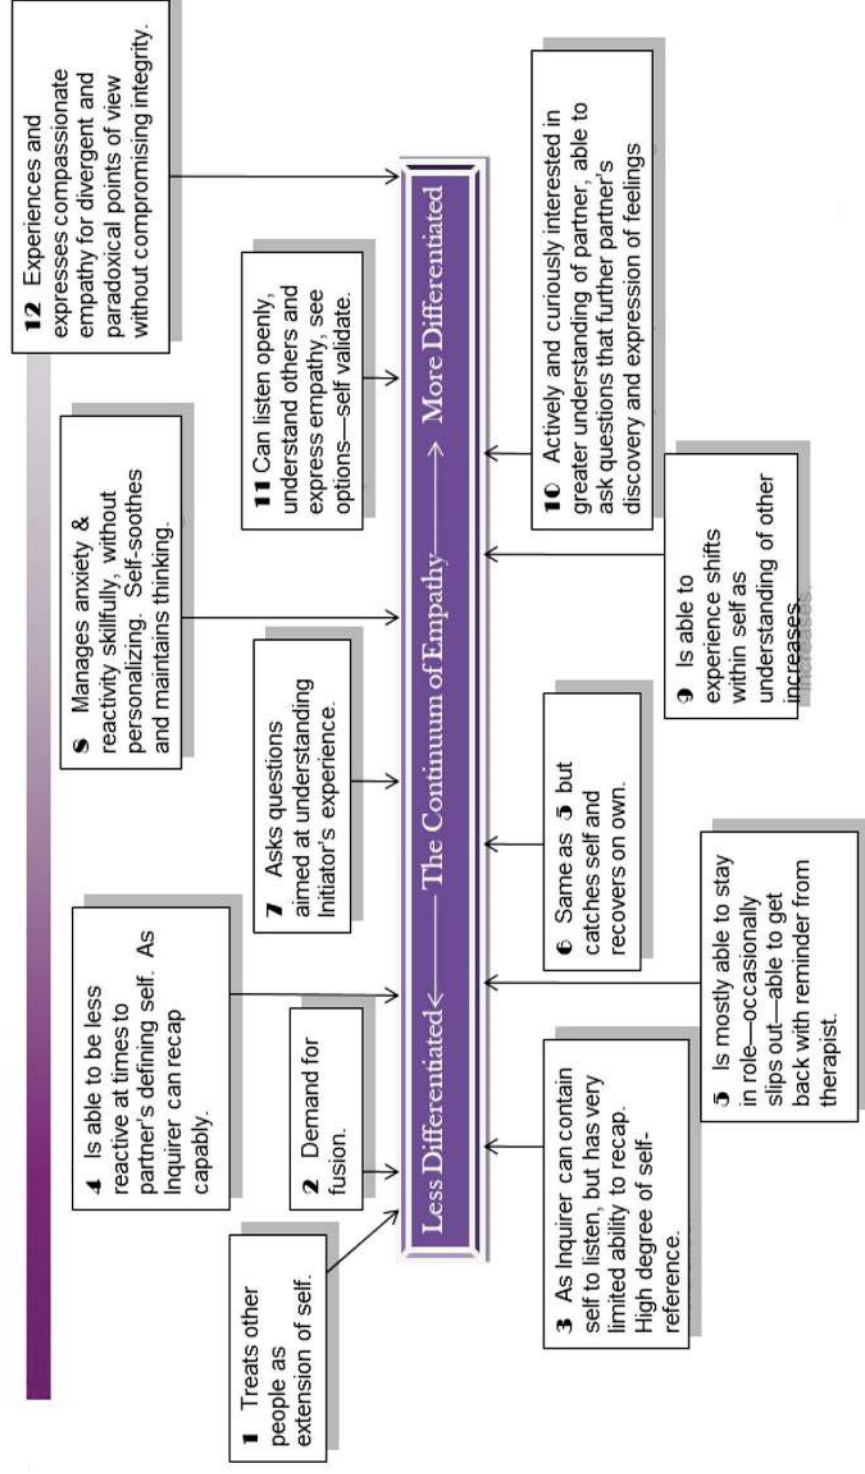 1 Treats other
people as
extension of self.
2 Demand for
fusion.
3 As Inquirer can contain
self to listen, but has very
limited ability to recap.
High degree of self-
reference.
4 Is able to be less
reactive at times to
partner's defining self. As
Inquirer can recap
capably.
5 Is mostly able to stay
in role—occasionally
slips out—able to get
back with reminder from
therapist.
6 Same as 5 but
catches self and
recovers on own.
7 Asks questions
aimed at understanding
Initiator's experience.
8 Manages anxiety &
reactivity skillfully, without
personalizing. Self-soothes
and maintains thinking.
9 Is able to
experience shifts
within self as
understanding of other
increases.
10 Actively and curiously interested in
greater understanding of partner, able to
ask questions that further partner's
discovery and expression of feelings
11 Can listen openly,
understand others and
express empathy, see
options—self validate.
12 Experiences and
expresses compassionate
empathy for divergent and
paradoxical points of view
without compromising integrity.
Less Differentiated The Continuum of Empathy More Differentiated